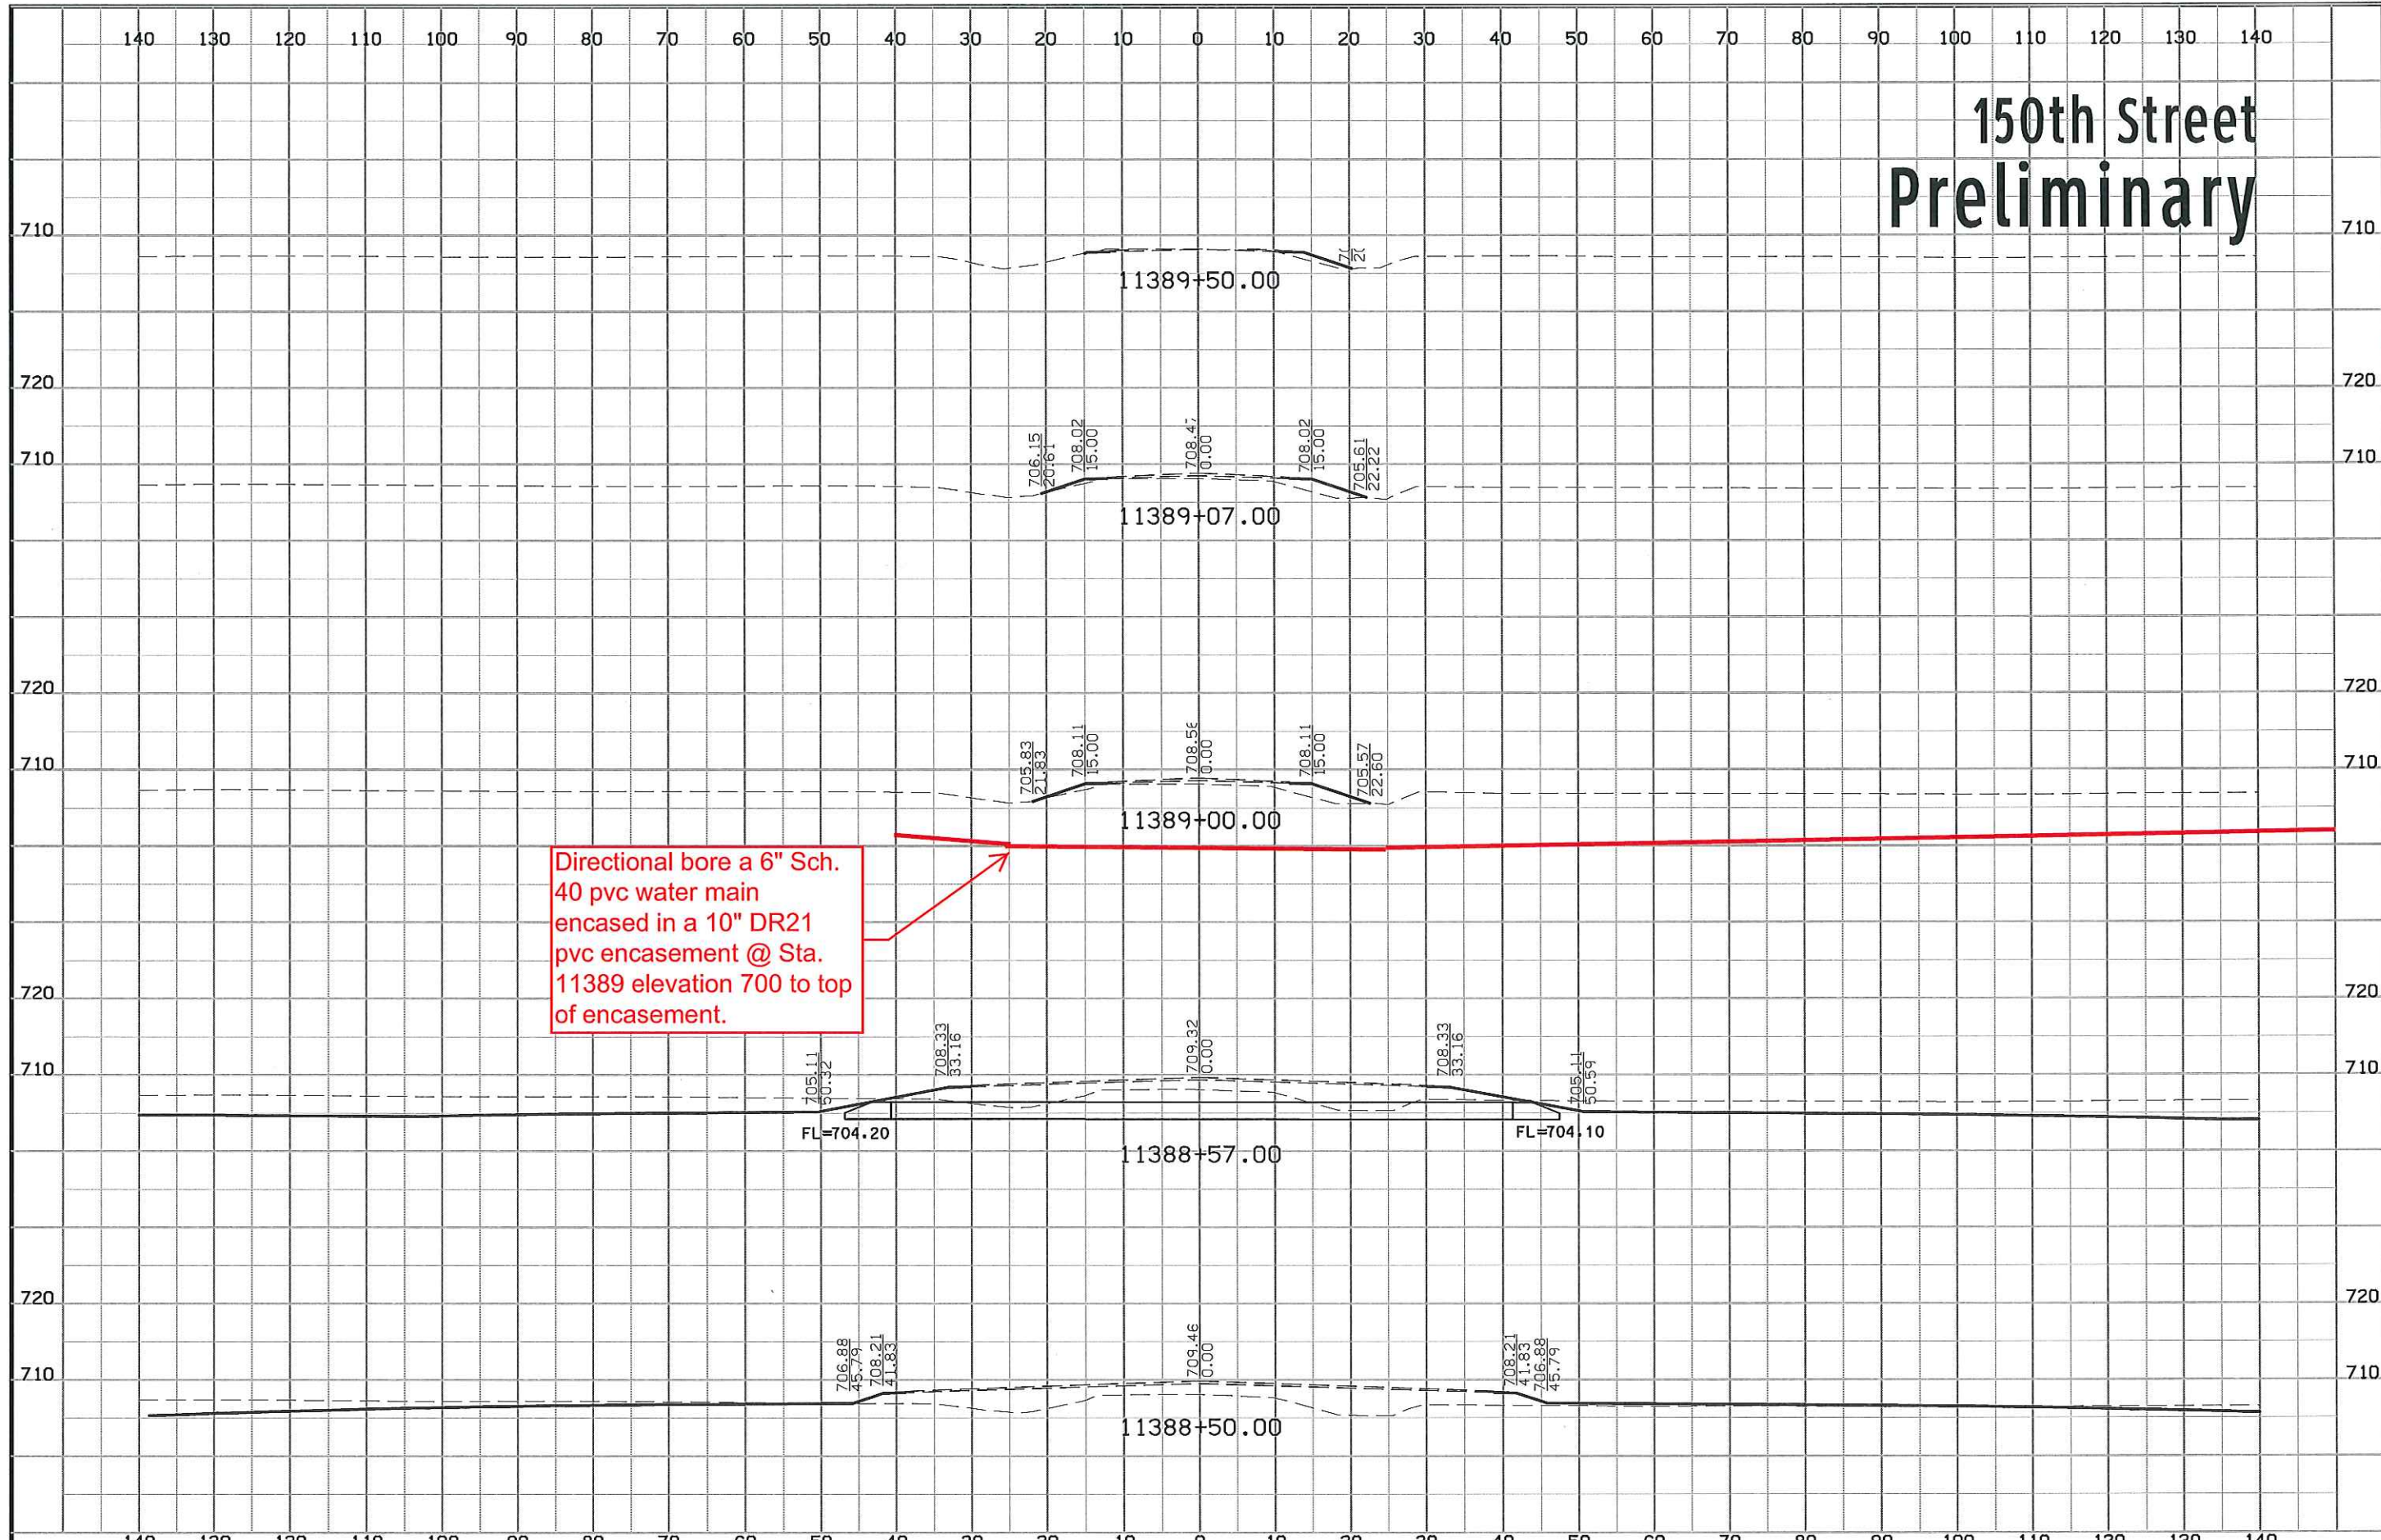 140 130 120 110 100 90 80 70 60 50 40 30 20 10 0 10 20 30 40 50 60 70 80 90 100 110 120 130 140
150th Street
Preliminary
710 710
11389+50.00
720 720
706.15 708.02 708.47 708.02 705.61
20.61 15.00 0.00 15.00 22.22
710 710
11389+07.00
720 720
705.83 708.11 708.56 708.11 705.57
21.83 15.00 0.00 15.00 22.60
710 710
11389+00.00
Directional bore a 6" Sch.
40 pvc water main
encased in a 10" DR21
pvc encasement @ Sta.
11389 elevation 700 to top
of encasement.
720 720
705.11 708.33 709.32 708.33 705.11
50.32 33.16 0.00 33.16 50.59
710 710
FL=704.20 FL=704.10
11388+57.00
720 720
706.88 708.21 709.46 708.21 706.88
45.79 41.83 0.00 41.83 45.79
710 710
11388+50.00